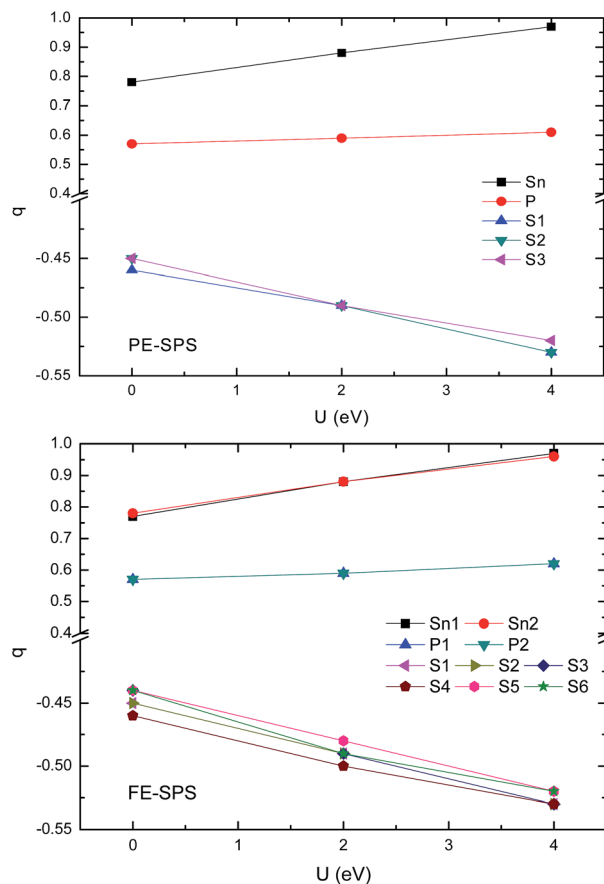 1.0
0.9
0.8
0.7
0.6
0.5
0.4
-0.45
-0.50
-0.55
q
Sn
P
S1
S2
S3
PE-SPS
0 1 2 3 4
U (eV)
1.0
0.9
0.8
0.7
0.6
0.5
0.4
-0.45
-0.50
-0.55
q
Sn1 Sn2
P1 P2
S1 S2 S3
S4 S5 S6
FE-SPS
0 1 2 3 4
U (eV)